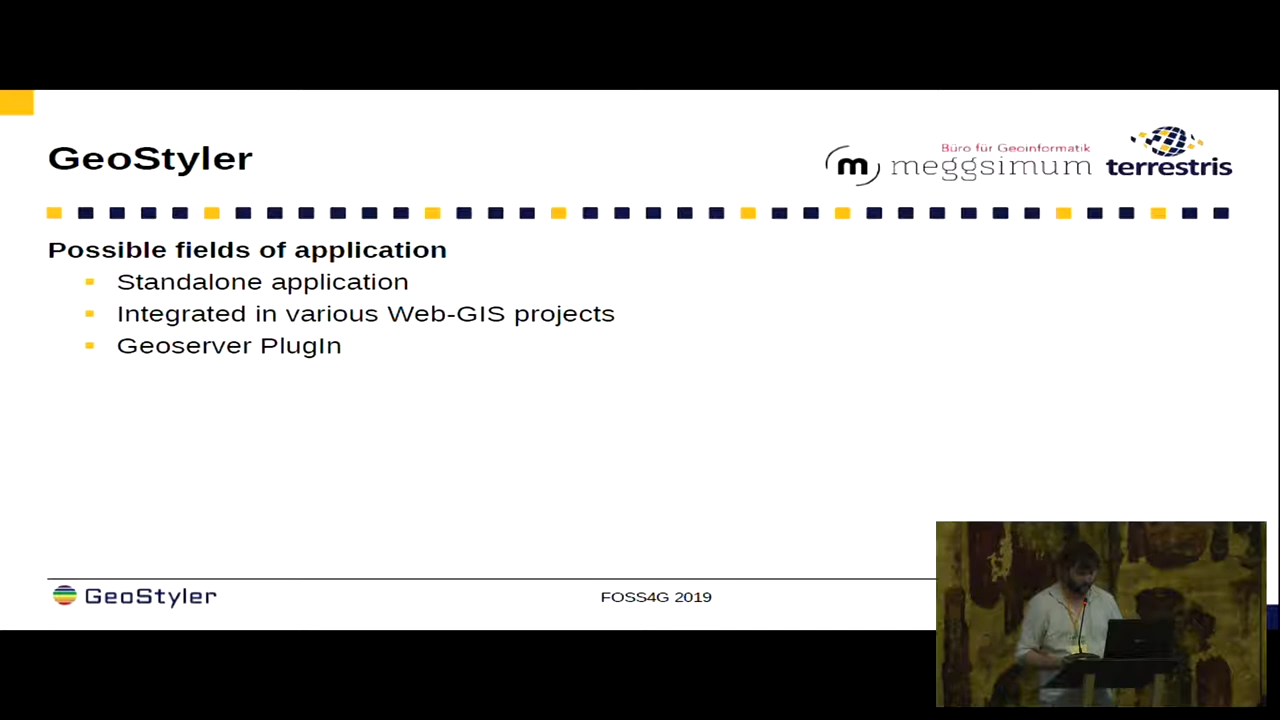 GeoStyler
Büro für Geoinformatik
m meggsimum
terrestris
Possible fields of application
Standalone application
Integrated in various Web-GIS projects
Geoserver PlugIn
GeoStyler
FOSS4G 2019